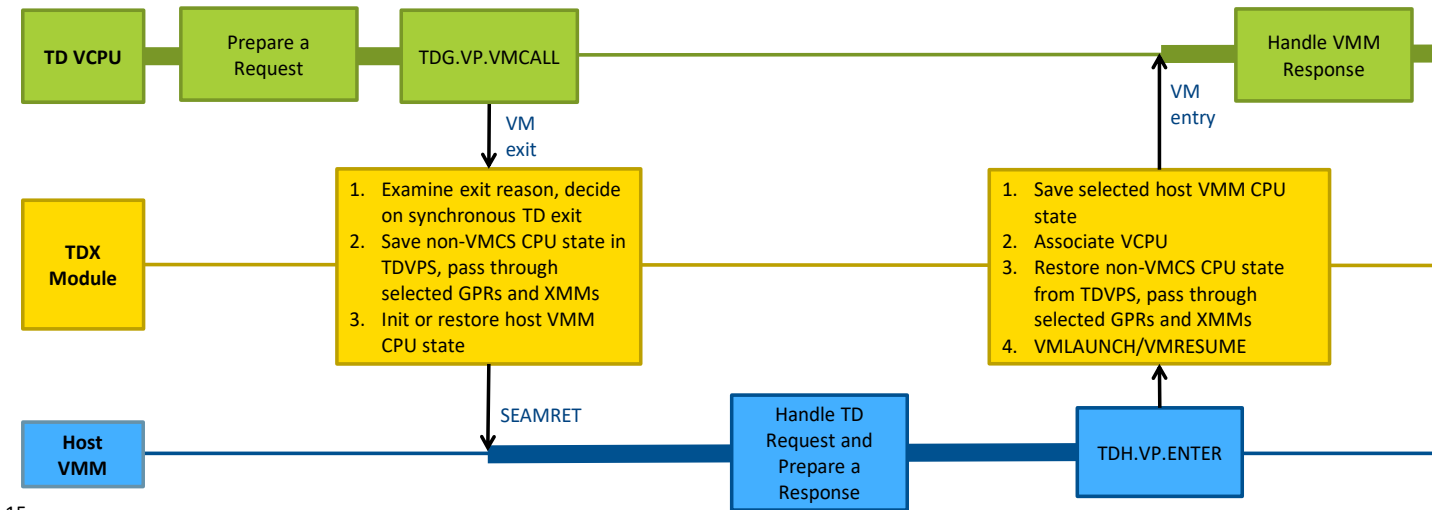 TD VCPU
Prepare a
Request
TDG.VP.VMCALL
Handle VMM
Response
VM
exit
VM
entry
TDX
Module
1. Examine exit reason, decide
on synchronous TD exit
2. Save non-VMCS CPU state in
TDVPS, pass through
selected GPRs and XMMs
3. Init or restore host VMM
CPU state
1. Save selected host VMM CPU
state
2. Associate VCPU
3. Restore non-VMCS CPU state
from TDVPS, pass through
selected GPRs and XMMs
4. VMLAUNCH/VMRESUME
SEAMRET
Host
VMM
Handle TD
Request and
Prepare a
Response
TDH.VP.ENTER